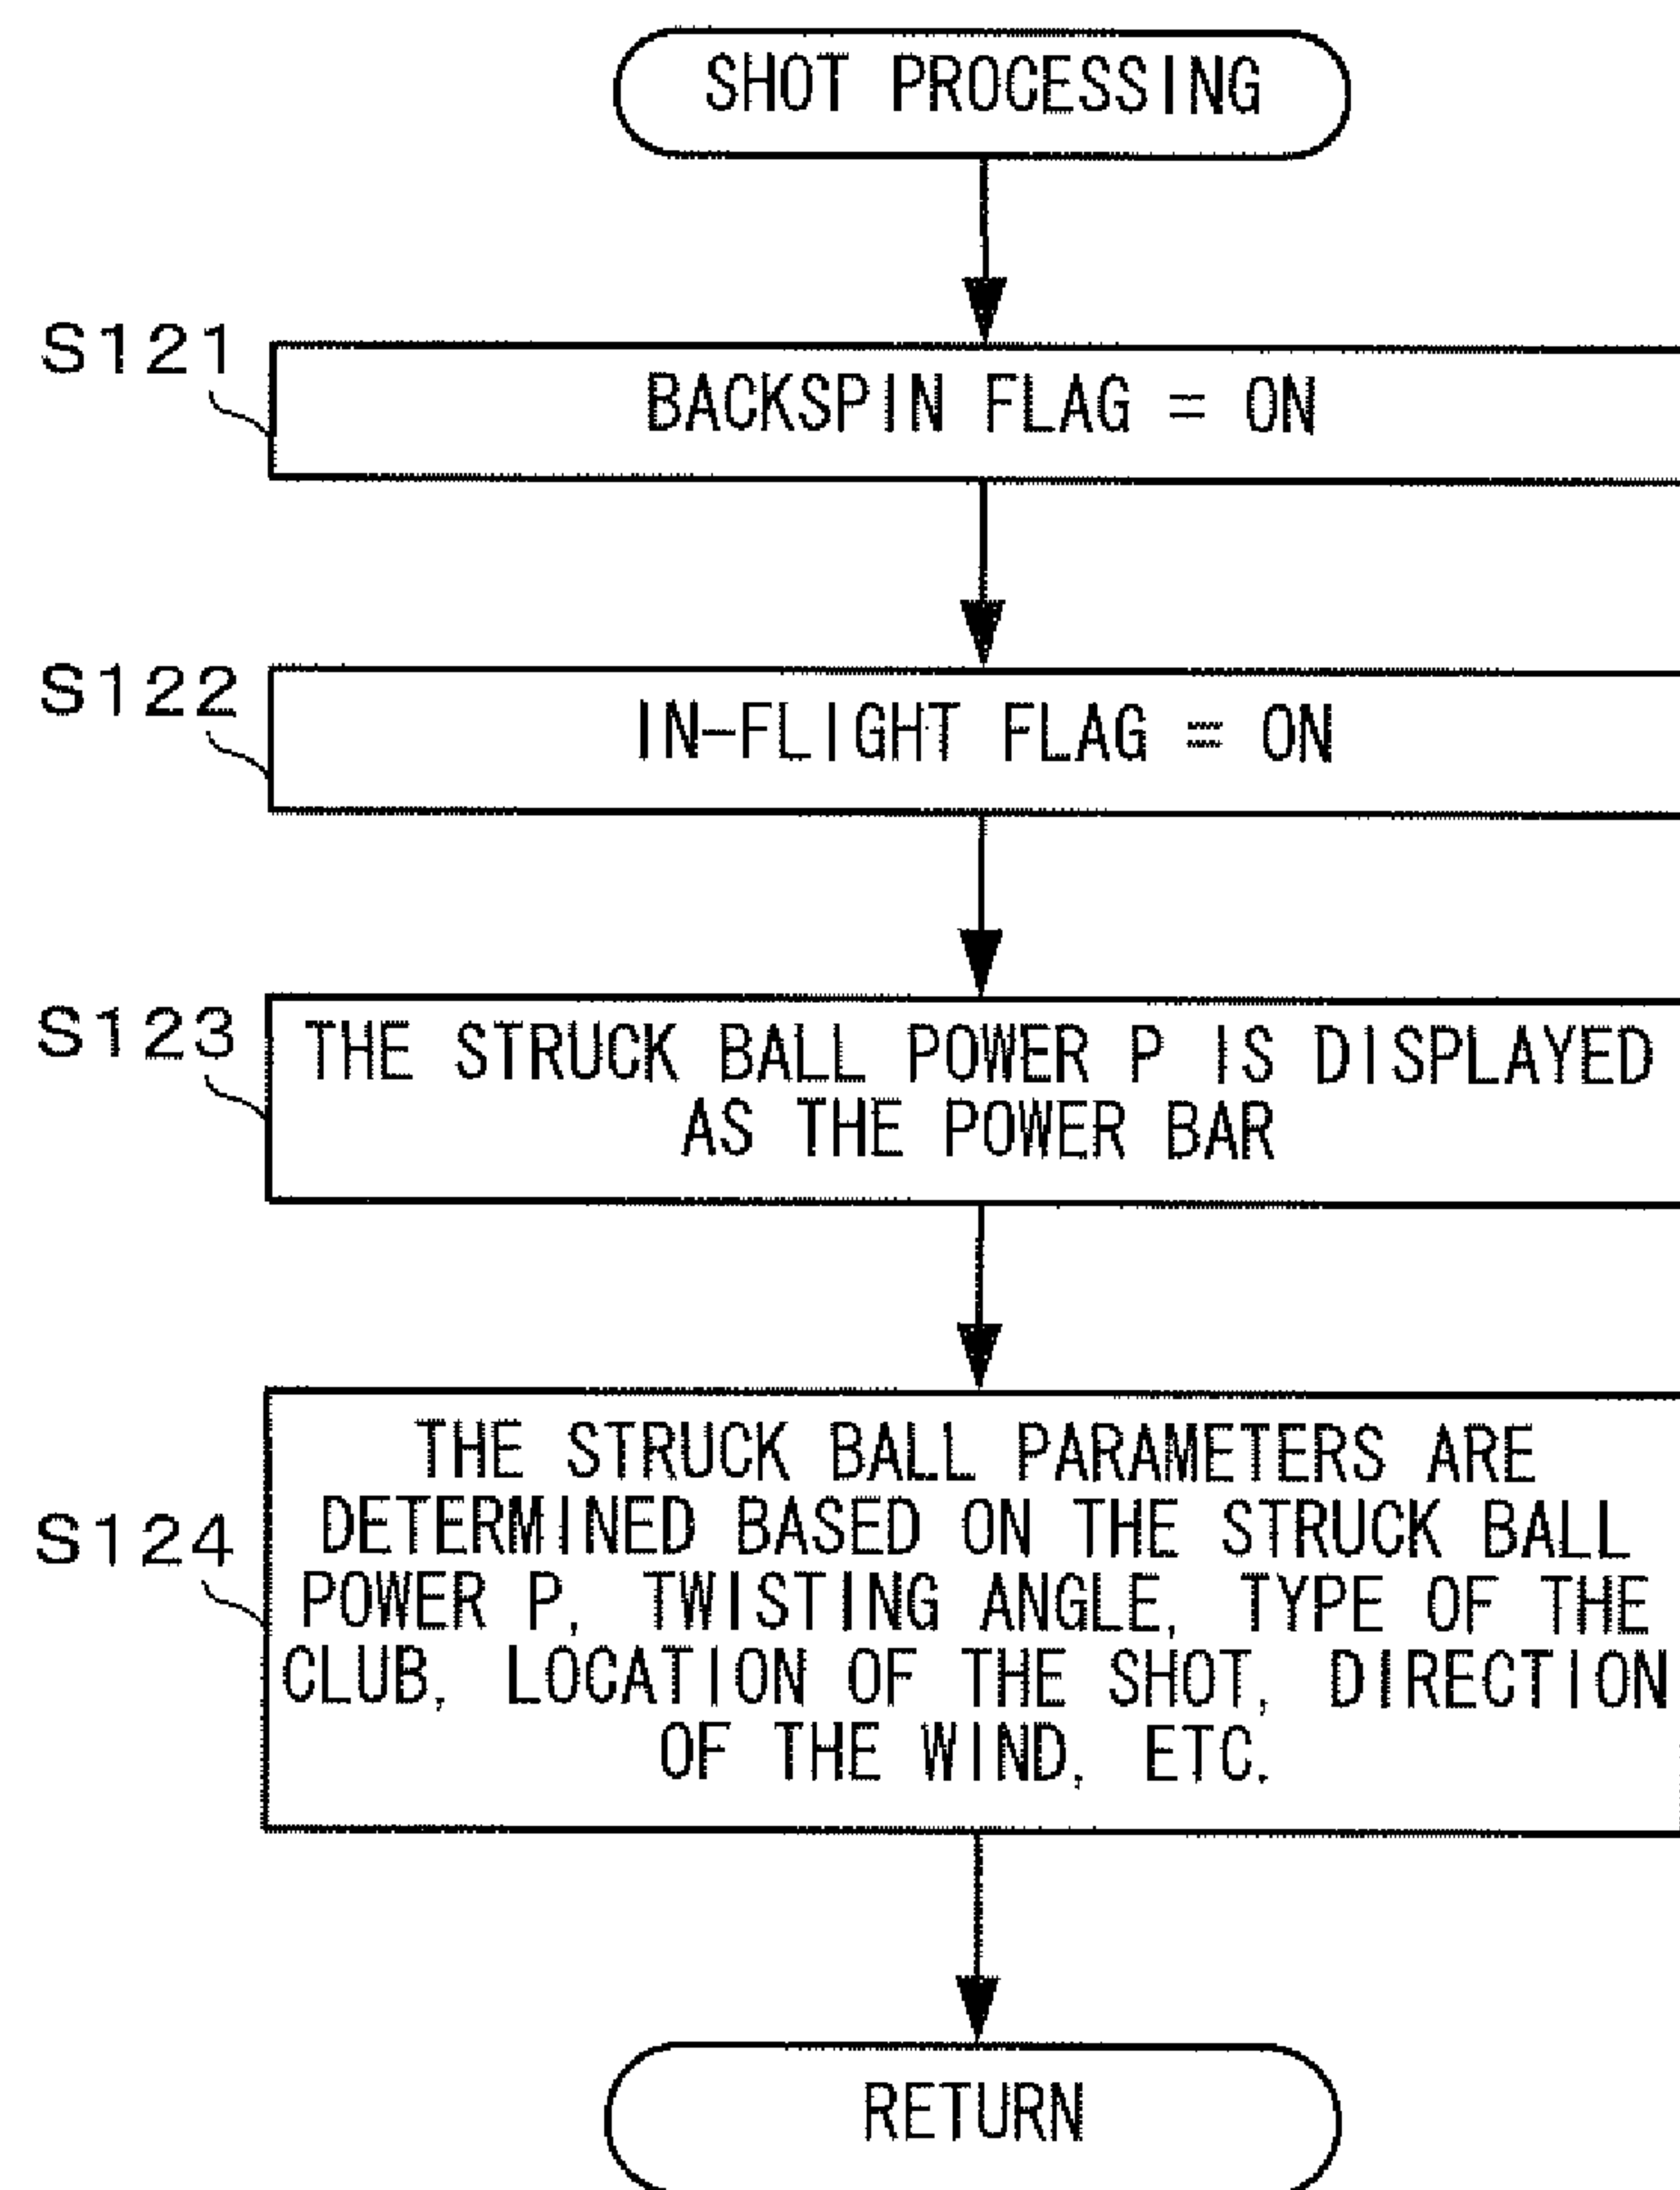 SHOT PROCESSING
S121
BACKSPIN FLAG = ON
S122
IN-FLIGHT FLAG = ON
S123
THE STRUCK BALL POWER P IS DISPLAYED
AS THE POWER BAR
S124
THE STRUCK BALL PARAMETERS ARE
DETERMINED BASED ON THE STRUCK BALL
POWER P, TWISTING ANGLE, TYPE OF THE
CLUB, LOCATION OF THE SHOT, DIRECTION
OF THE WIND, ETC.
RETURN